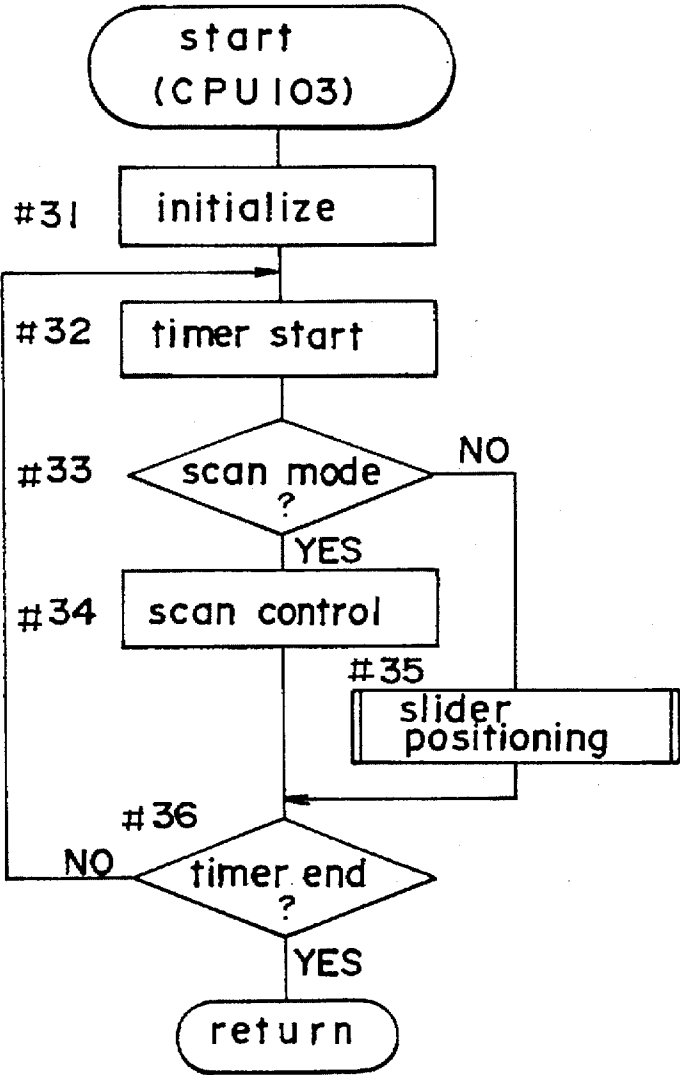 start
(CPU103)
#31
initialize
#32
timer start
#33
scan mode
?
NO
YES
#34
scan control
#35
slider
positioning
#36
timer end
?
NO
YES
return